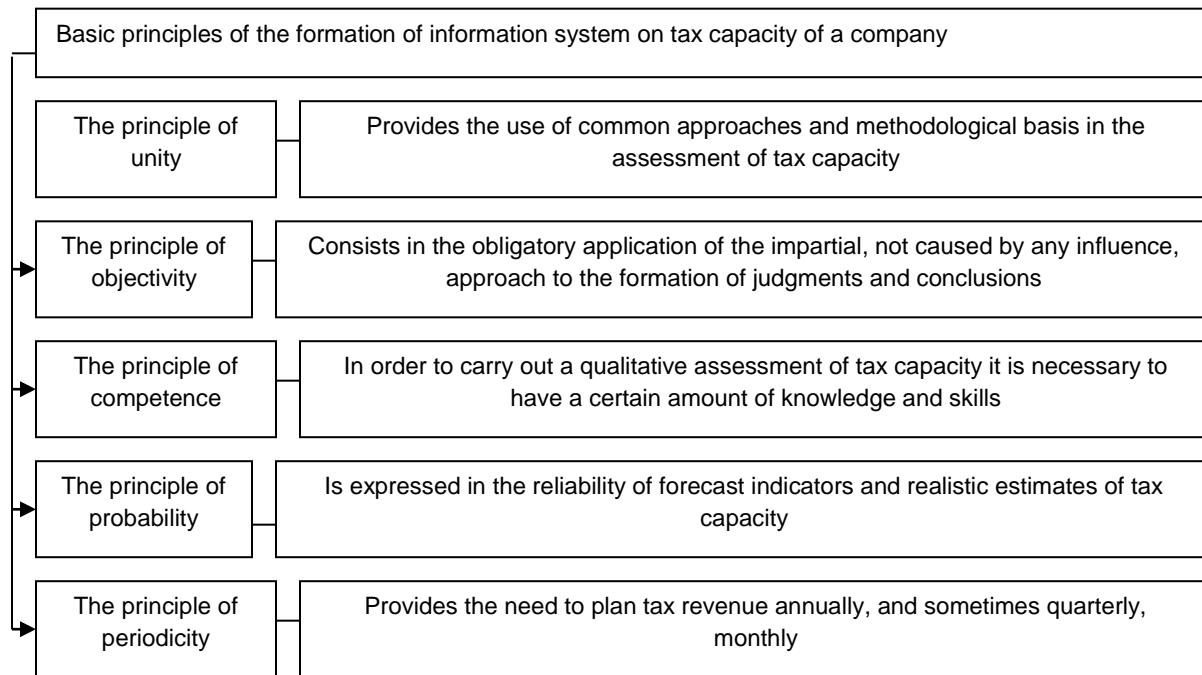 Basic principles of the formation of information system on tax capacity of a company
The principle of
unity
Provides the use of common approaches and methodological basis in the
assessment of tax capacity
The principle of
objectivity
Consists in the obligatory application of the impartial, not caused by any influence,
approach to the formation of judgments and conclusions
The principle of
competence
In order to carry out a qualitative assessment of tax capacity it is necessary to
have a certain amount of knowledge and skills
The principle of
probability
Is expressed in the reliability of forecast indicators and realistic estimates of tax
capacity
The principle of
periodicity
Provides the need to plan tax revenue annually, and sometimes quarterly,
monthly